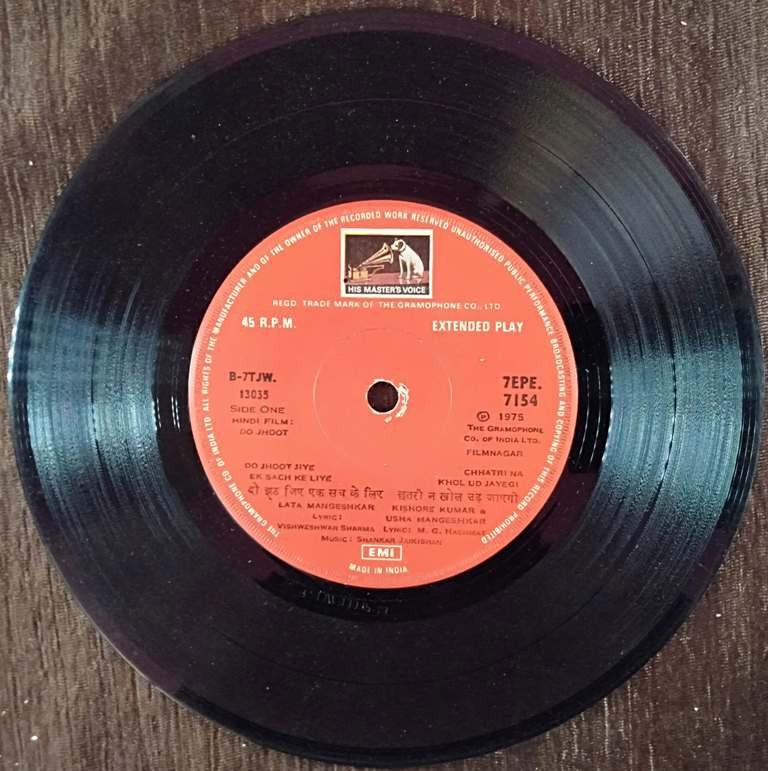 THE GRAMOPHONE CO OF INDIA LTD. ALL RIGHTS OF THE MANUFACTURER AND OF THE OWNER OF THE RECORDED WORK RESERVED UNAUTHORISED PUBLIC PERFORMANCE BROADCASTING AND COPYING OF THIS RECORD PROHIBITED
HIS MASTER'S VOICE
REGD. TRADE MARK OF THE GRAMOPHONE CO., LTD.
45 R.P.M. EXTENDED PLAY
B-7TJW. 7EPE.
13035 7154
SIDE ONE ℗ 1975
HINDI FILM: THE GRAMOPHONE
DO JHOOT CO. OF INDIA LTD.
FILMNAGAR
DO JHOOT JIYE CHHATRI NA
EK SACH KE LIYE KHOL UD JAYEGI
दो झूठ जिए एक सच के लिए छतरी न खोल उड़ जाएगी
LATA MANGESHKAR KISHORE KUMAR &
LYRIC: USHA MANGESHKAR
VISHWESHWAR SHARMA LYRIC: M. G. HASHMAT
MUSIC: SHANKAR JAIKISHAN
EMI
MADE IN INDIA